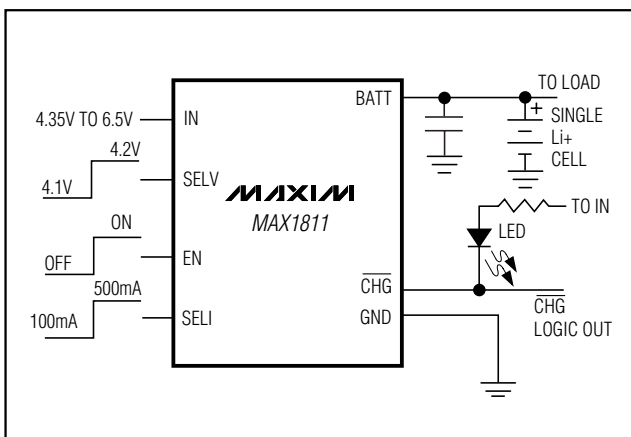 BATT
TO LOAD
4.35V TO 6.5V
IN
+
SINGLE
Li+
CELL
4.2V
4.1V
SELV
MAXIM
MAX1811
TO IN
LED
ON
OFF
EN
500mA
100mA
SELI
CHG
GND
CHG
LOGIC OUT